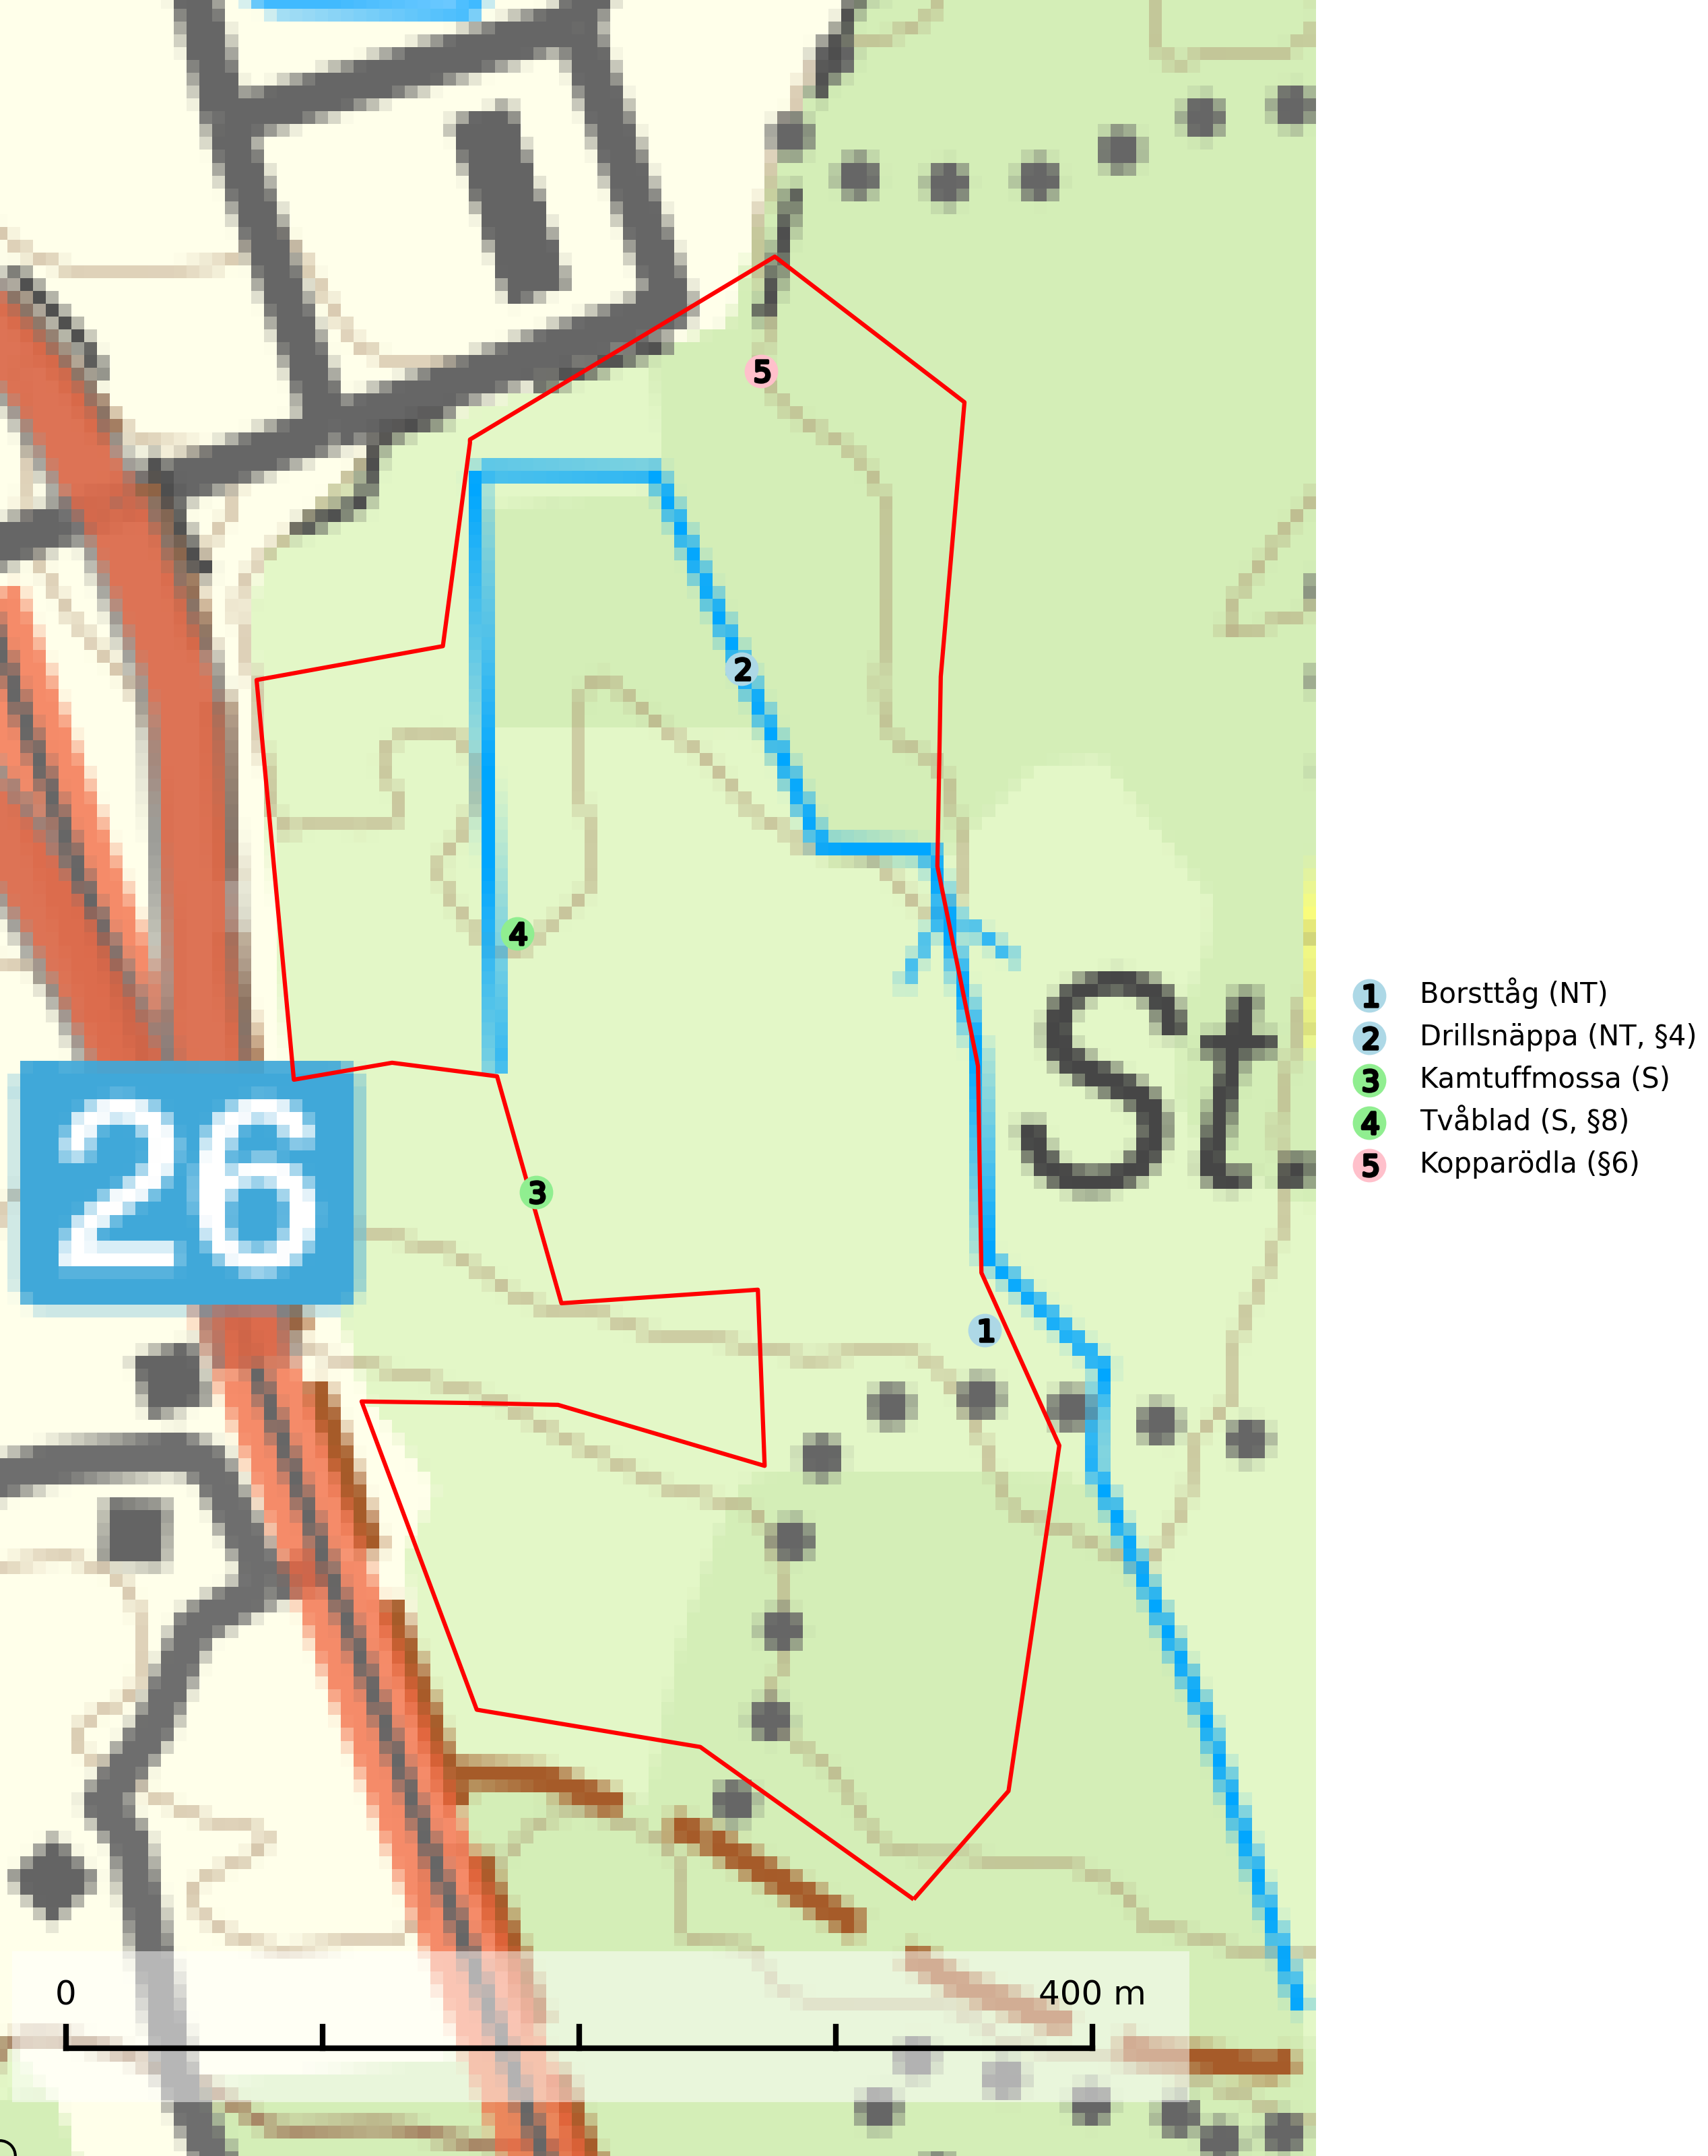 5
2
4
St.
26
3
1
1 Borsttåg (NT)
2 Drillsnäppa (NT, §4)
3 Kamtuffmossa (S)
4 Tvåblad (S, §8)
5 Kopparödla (§6)
0 400 m